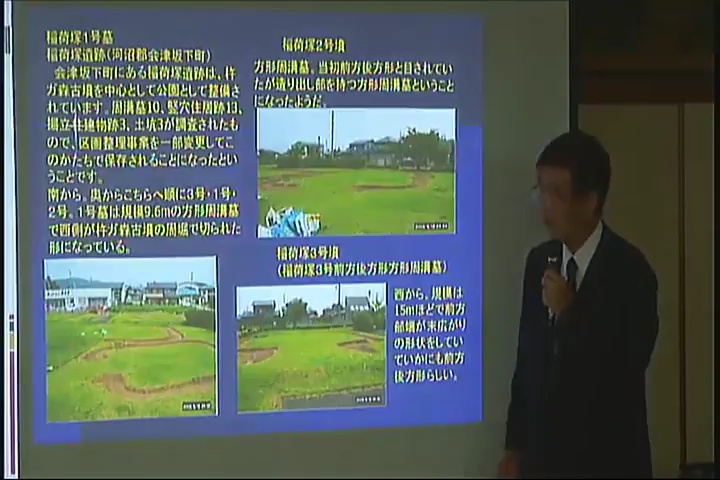 稲荷塚1号墓
稲荷塚遺跡(河沼郡会津坂下町)
会津坂下町にある稲荷塚遺跡は、杵
ガ森古墳を中心として公園として整備さ
れています。周溝墓10、竪穴住居跡13、
掘立柱建物跡3、土坑3が調査されたも
ので、区画整理事業を一部変更してこ
のかたちで保存されることになったとい
うことです。
南から。奥からこちらへ順に3号・1号・
2号。1号墓は規模9.6mの方形周溝墓
で西側が杵ガ森古墳の周堀で切られた
形になっている。
稲荷塚2号墳
方形周溝墓。当初前方後方形と目されてい
たが造り出し部を持つ方形周溝墓ということ
になったようだ。
稲荷塚3号墳
(稲荷塚3号前方後方形方形周溝墓)
西から。規模は
15mほどで前方
部墳が末広がり
の形状をしてい
ていかにも前方
後方形らしい。